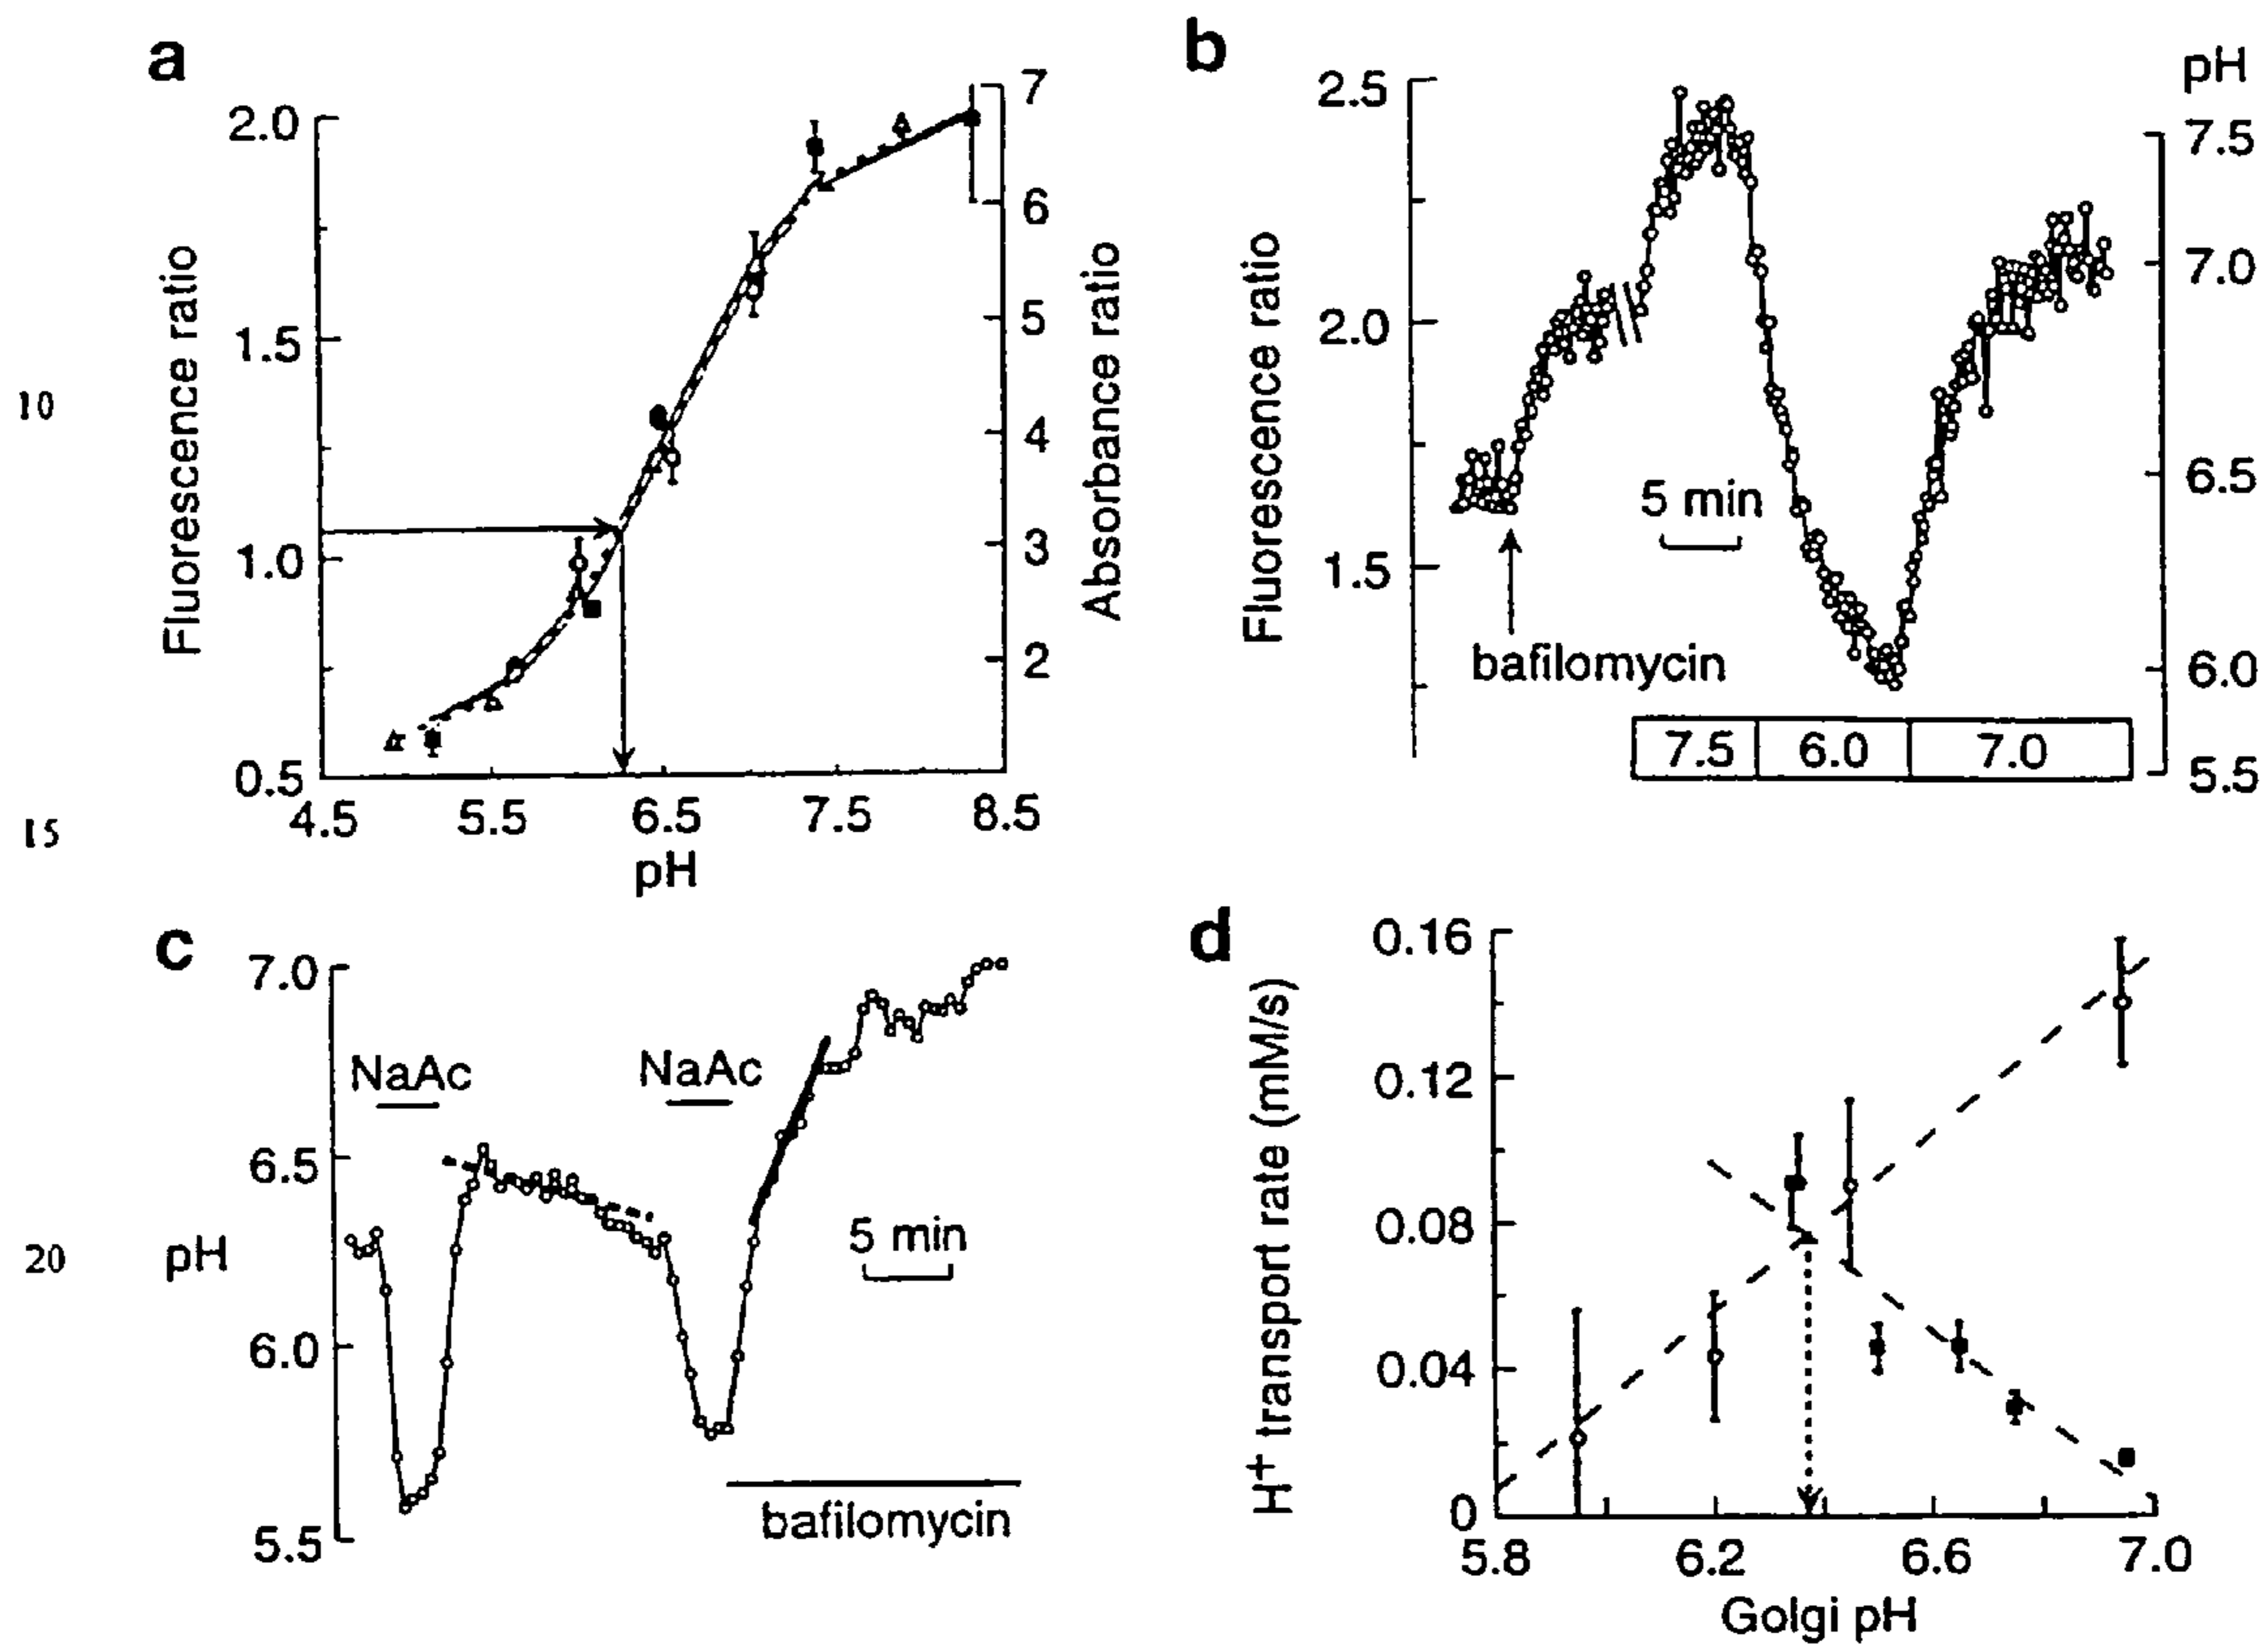 a
2.0
1.5
1.0
0.5
Fluorescence ratio
7
6
5
4
3
2
Absorbance ratio
4.5 5.5 6.5 7.5 8.5
pH
b
2.5
2.0
1.5
Fluorescence ratio
pH
7.5
7.0
6.5
6.0
5.5
5 min
bafilomycin
7.5 6.0 7.0
10
15
20
c
7.0
6.5
6.0
5.5
pH
NaAc NaAc
5 min
bafilomycin
d
0.16
0.12
0.08
0.04
0
H+ transport rate (mM/s)
5.8 6.2 6.6 7.0
Golgi pH